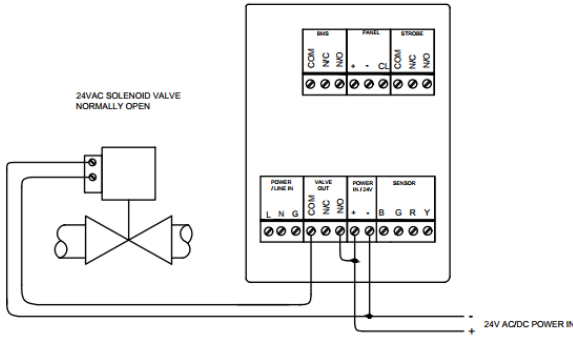 BMS PANEL STROBE
COM N/C N/O + - CL COM N/C N/O
24VAC SOLENOID VALVE
NORMALLY OPEN
POWER / LINE IN VALVE OUT POWER IN / 24V SENSOR
L N G COM N/C N/O + - B G R Y
-
24V AC/DC POWER IN
+